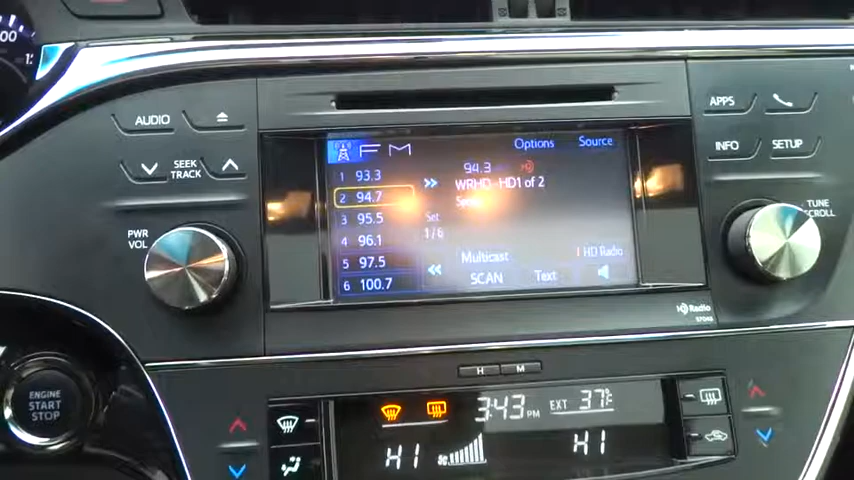 AUDIO
SEEK
TRACK
PWR
VOL
FM
Options
Source
1 93.3
2 94.7
3 95.5
4 96.1
5 97.5
6 100.7
94.3
WRHD HD1 of 2
Set
1/6
Multicast
HD Radio
SCAN
Text
APPS
INFO
SETUP
TUNE
SCROLL
HD Radio
H
M
ENGINE
START
STOP
3:43 PM
EXT 37°F
HI
HI